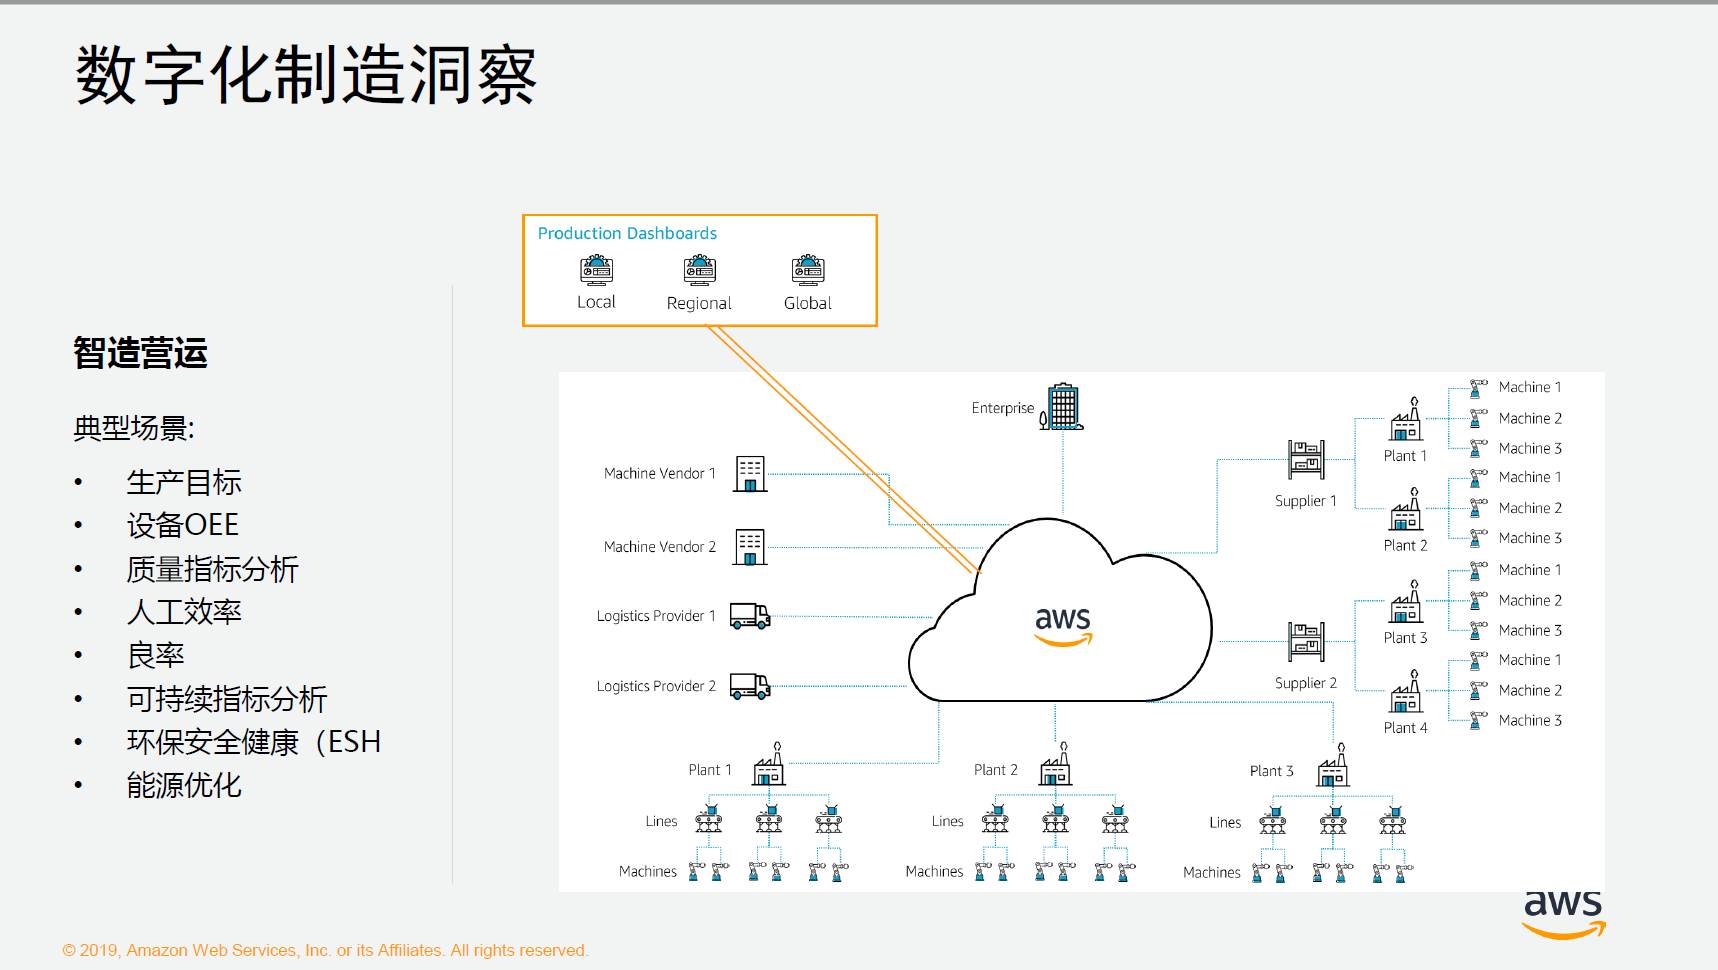 数字化制造洞察
Production Dashboards
Local
Regional
Global
智造营运
典型场景:
• 生产目标
• 设备OEE
• 质量指标分析
• 人工效率
• 良率
• 可持续指标分析
• 环保安全健康（ESH
• 能源优化
Enterprise
Machine Vendor 1
Machine Vendor 2
Logistics Provider 1
Logistics Provider 2
aws
Supplier 1
Plant 1
Machine 1
Machine 2
Machine 3
Plant 2
Machine 1
Machine 2
Machine 3
Supplier 2
Plant 3
Machine 1
Machine 2
Machine 3
Plant 4
Machine 1
Machine 2
Machine 3
Plant 1
Lines
Machines
Plant 2
Lines
Machines
Plant 3
Lines
Machines
aws
© 2019, Amazon Web Services, Inc. or its Affiliates. All rights reserved.